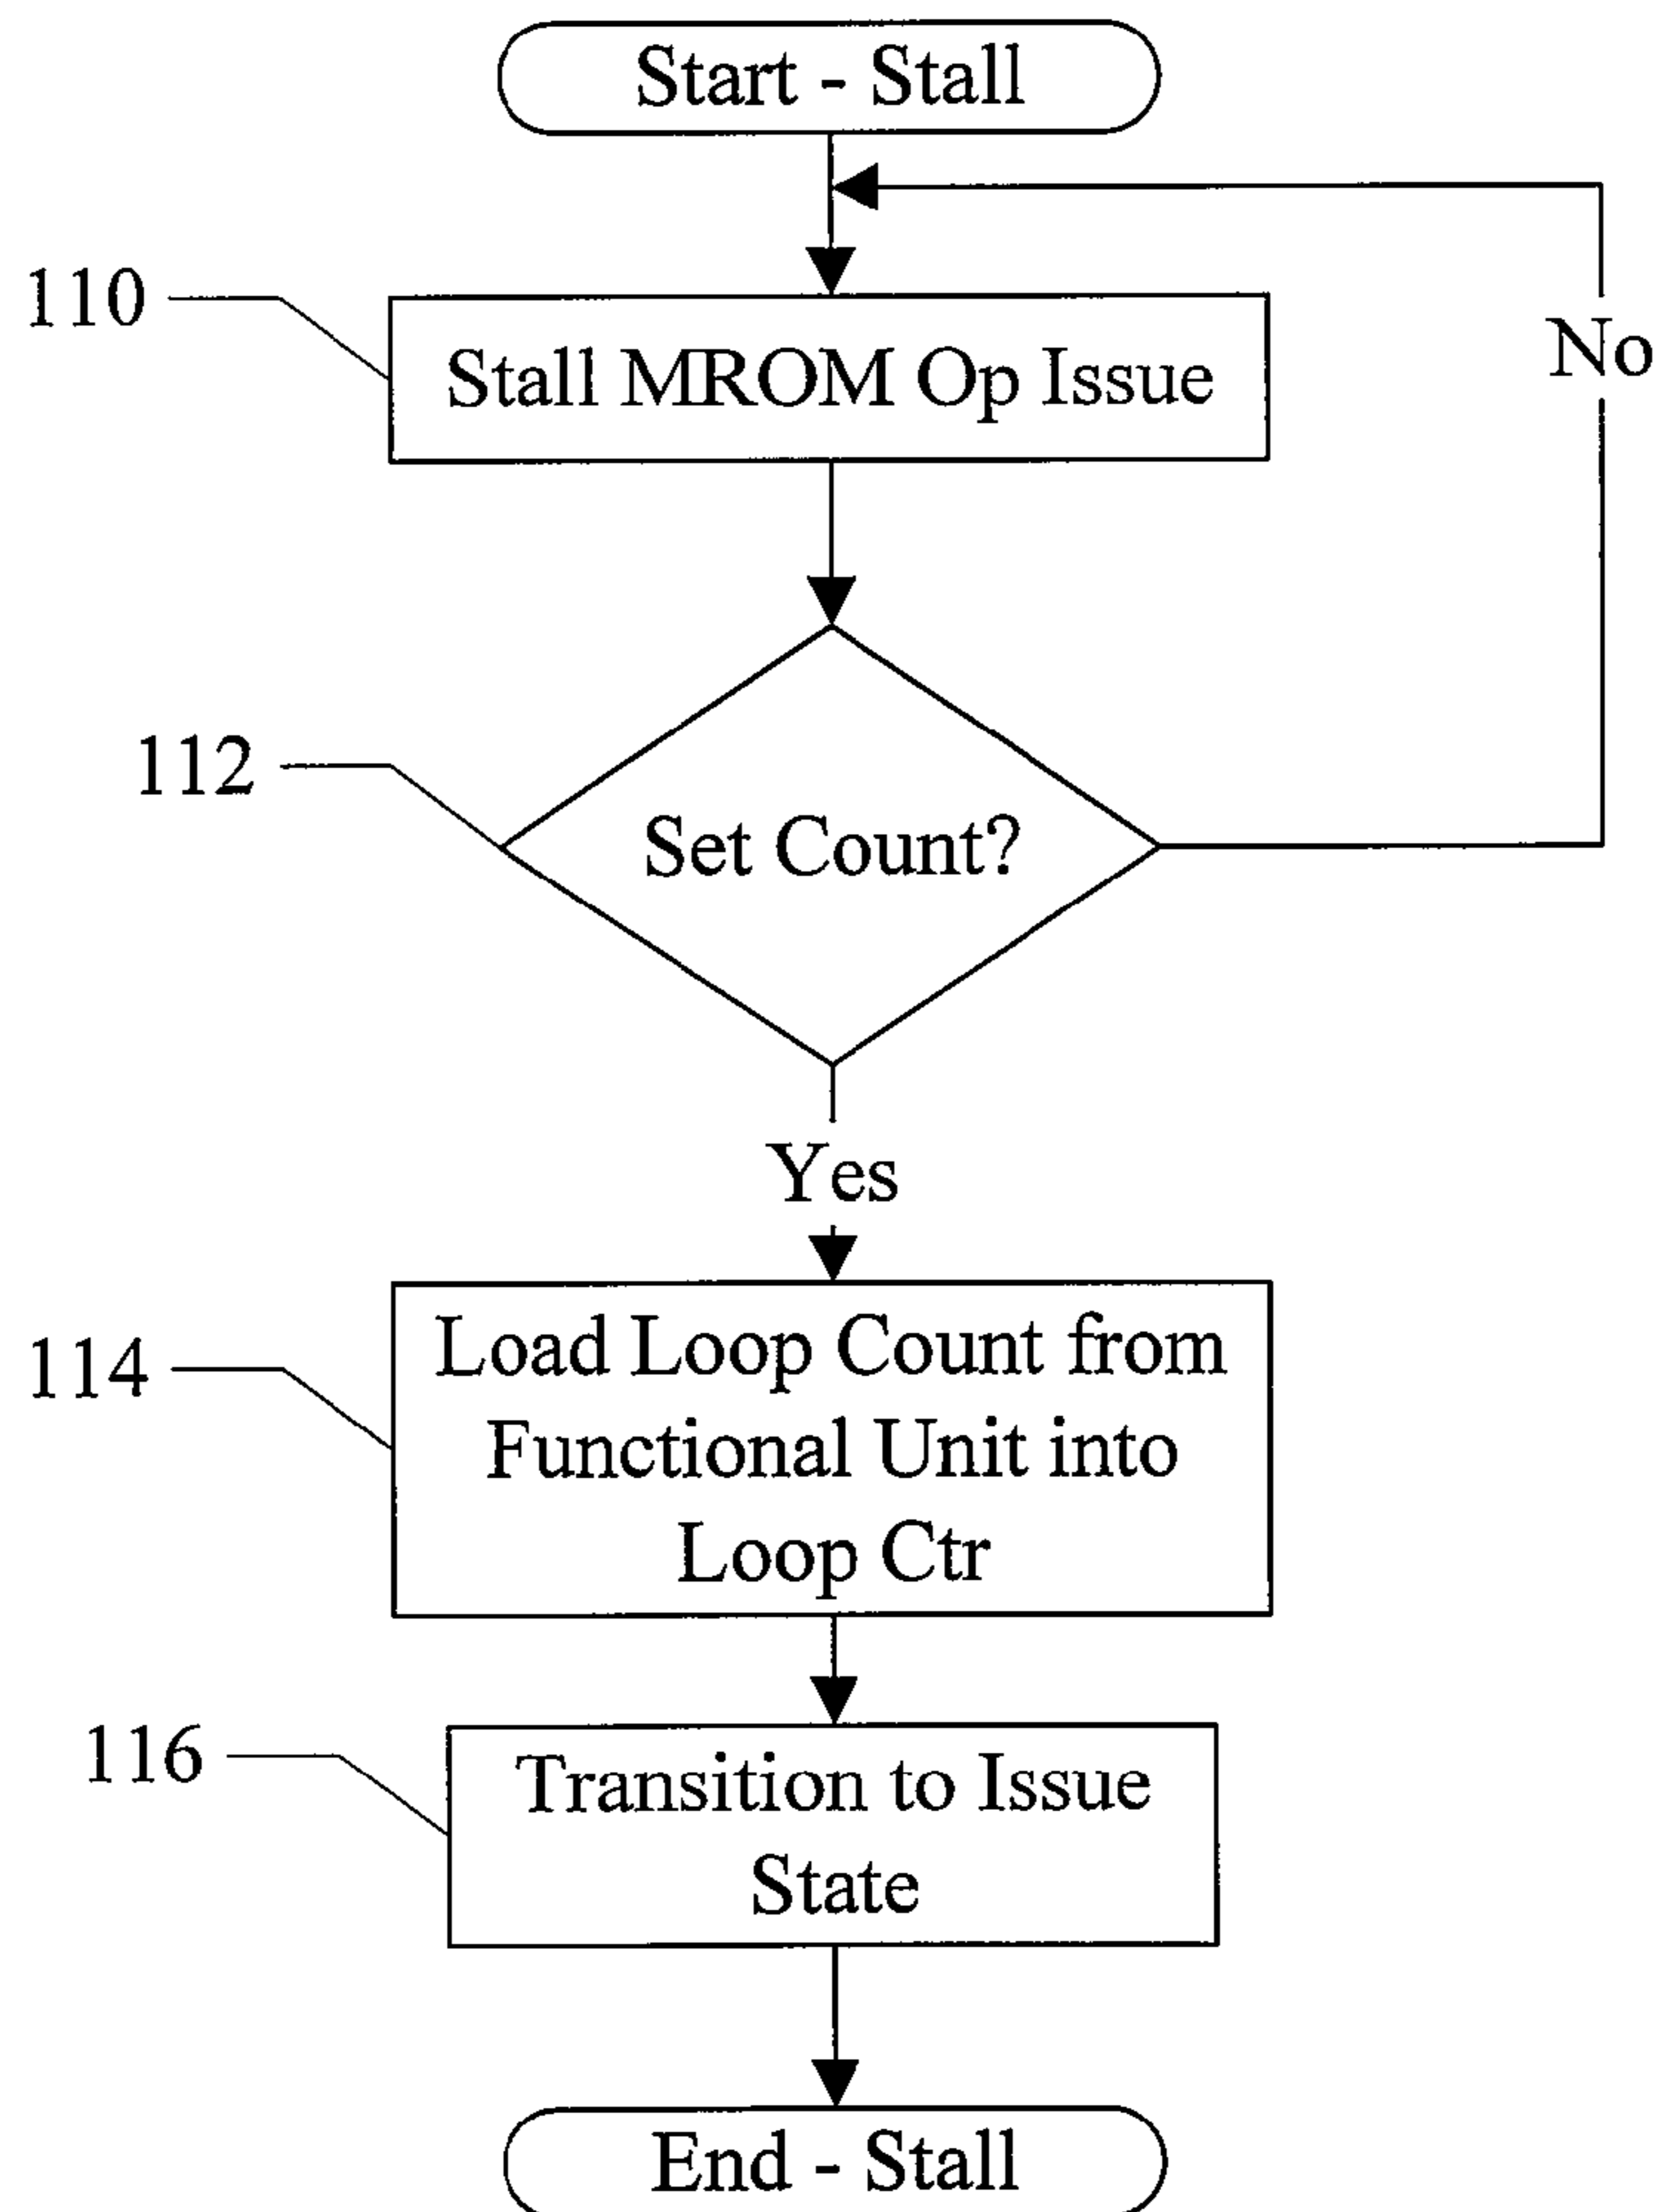 Start - Stall
110
Stall MROM Op Issue
No
112
Set Count?
Yes
114
Load Loop Count from
Functional Unit into
Loop Ctr
116
Transition to Issue
State
End - Stall